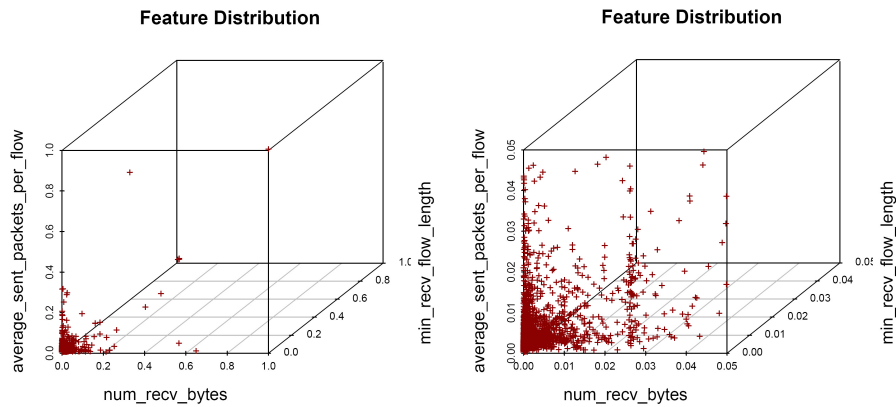 Feature Distribution
average_sent_packets_per_flow
0.0 0.2 0.4 0.6 0.8 1.0
0.0 0.2 0.4 0.6 0.8 1.0
num_recv_bytes
0.0 0.2 0.4 0.6 0.8 1.0
min_recv_flow_length
Feature Distribution
average_sent_packets_per_flow
0.00 0.01 0.02 0.03 0.04 0.05
0.00 0.01 0.02 0.03 0.04 0.05
num_recv_bytes
0.00 0.01 0.02 0.03 0.04 0.05
min_recv_flow_length